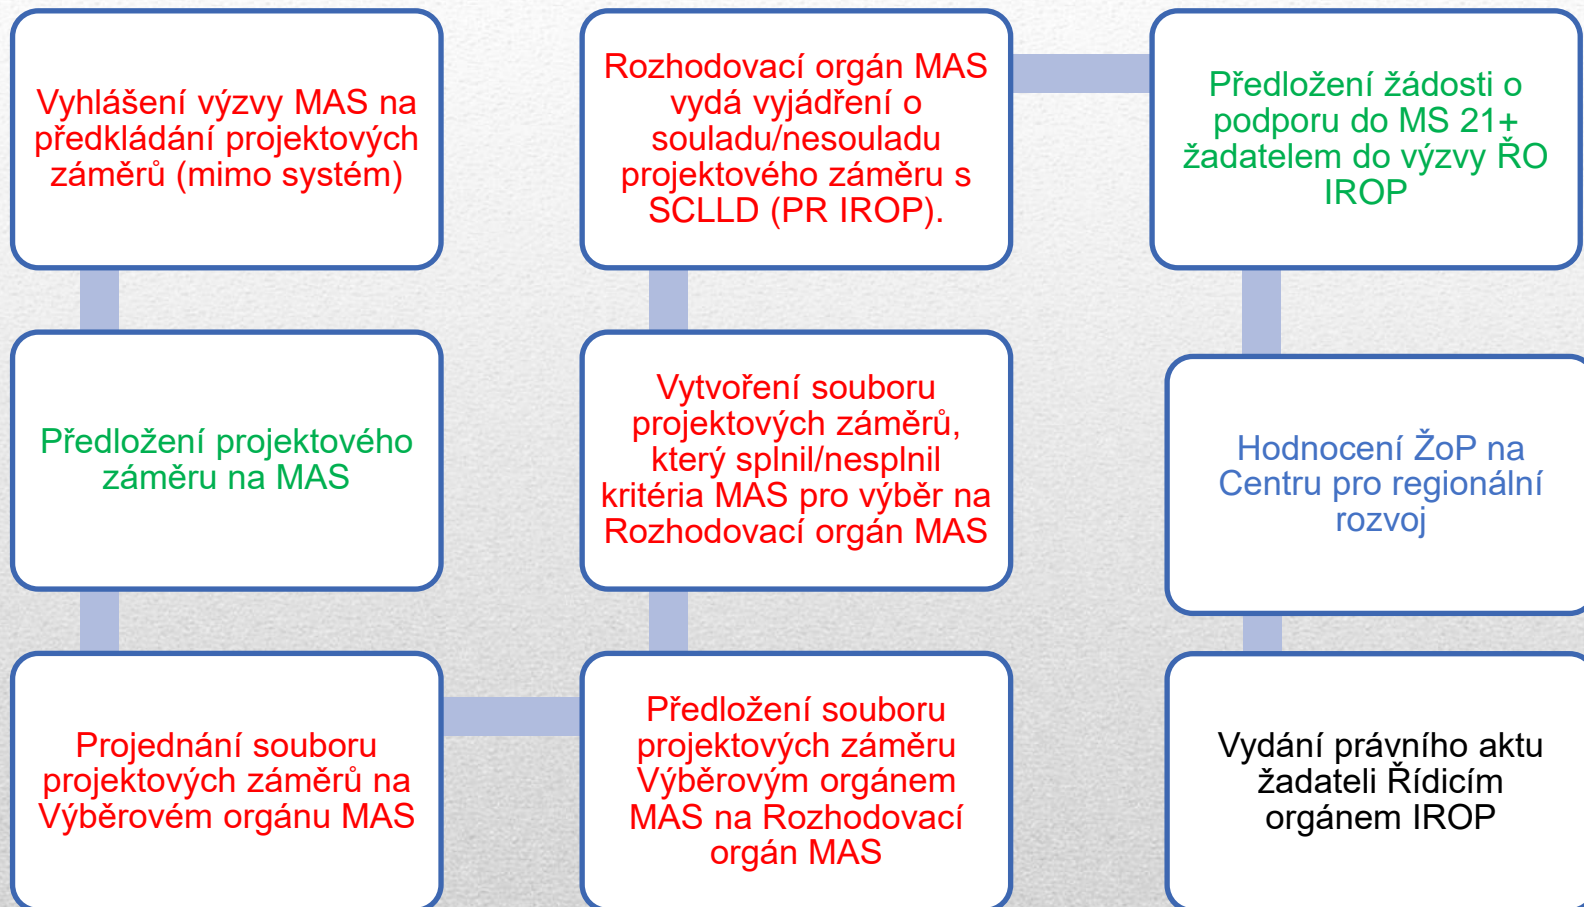 Vyhlášení výzvy MAS na
předkládání projektových
záměrů (mimo systém)
Předložení projektového
záměru na MAS
Projednání souboru
projektových záměrů na
Výběrovém orgánu MAS
Předložení souboru
projektových záměru
Výběrovým orgánem
MAS na Rozhodovací
orgán MAS
Vytvoření souboru
projektových záměrů,
který splnil/nesplnil
kritéria MAS pro výběr na
Rozhodovací orgán MAS
Rozhodovací orgán MAS
vydá vyjádření o
souladu/nesouladu
projektového záměru s
SCLLD (PR IROP).
Předložení žádosti o
podporu do MS 21+
žadatelem do výzvy ŘO
IROP
Hodnocení ŽoP na
Centru pro regionální
rozvoj
Vydání právního aktu
žadateli Řídicím
orgánem IROP